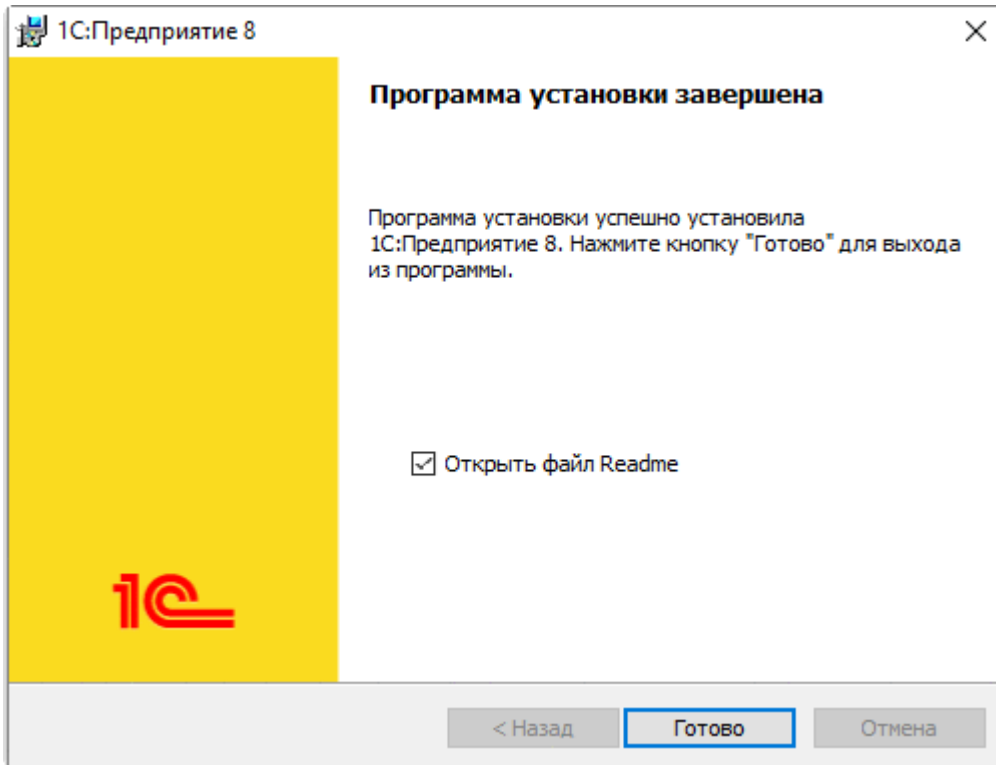 1С:Предприятие 8
Программа установки завершена
Программа установки успешно установила
1С:Предприятие 8. Нажмите кнопку "Готово" для выхода
из программы.
Открыть файл Readme
1С
< Назад
Готово
Отмена